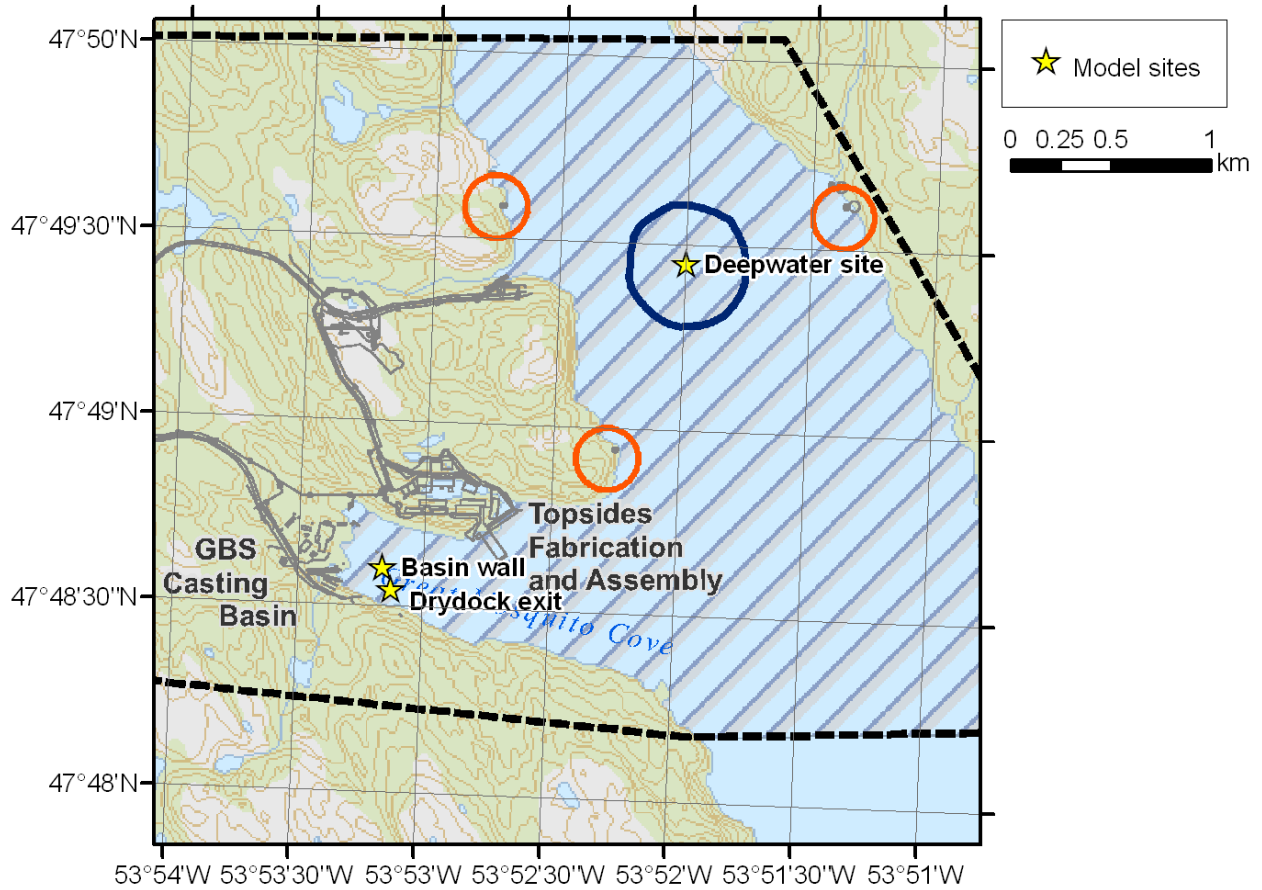 47°50'N
Model sites
0 0.25 0.5 1
km
47°49'30"N
Deepwater site
47°49'N
Topsides
Fabrication
and Assembly
GBS
Casting
Basin
Basin wall
Drydock exit
47°48'30"N
Cove
47°48'N
53°54'W 53°53'30"W 53°53'W 53°52'30"W 53°52'W 53°51'30"W 53°51'W